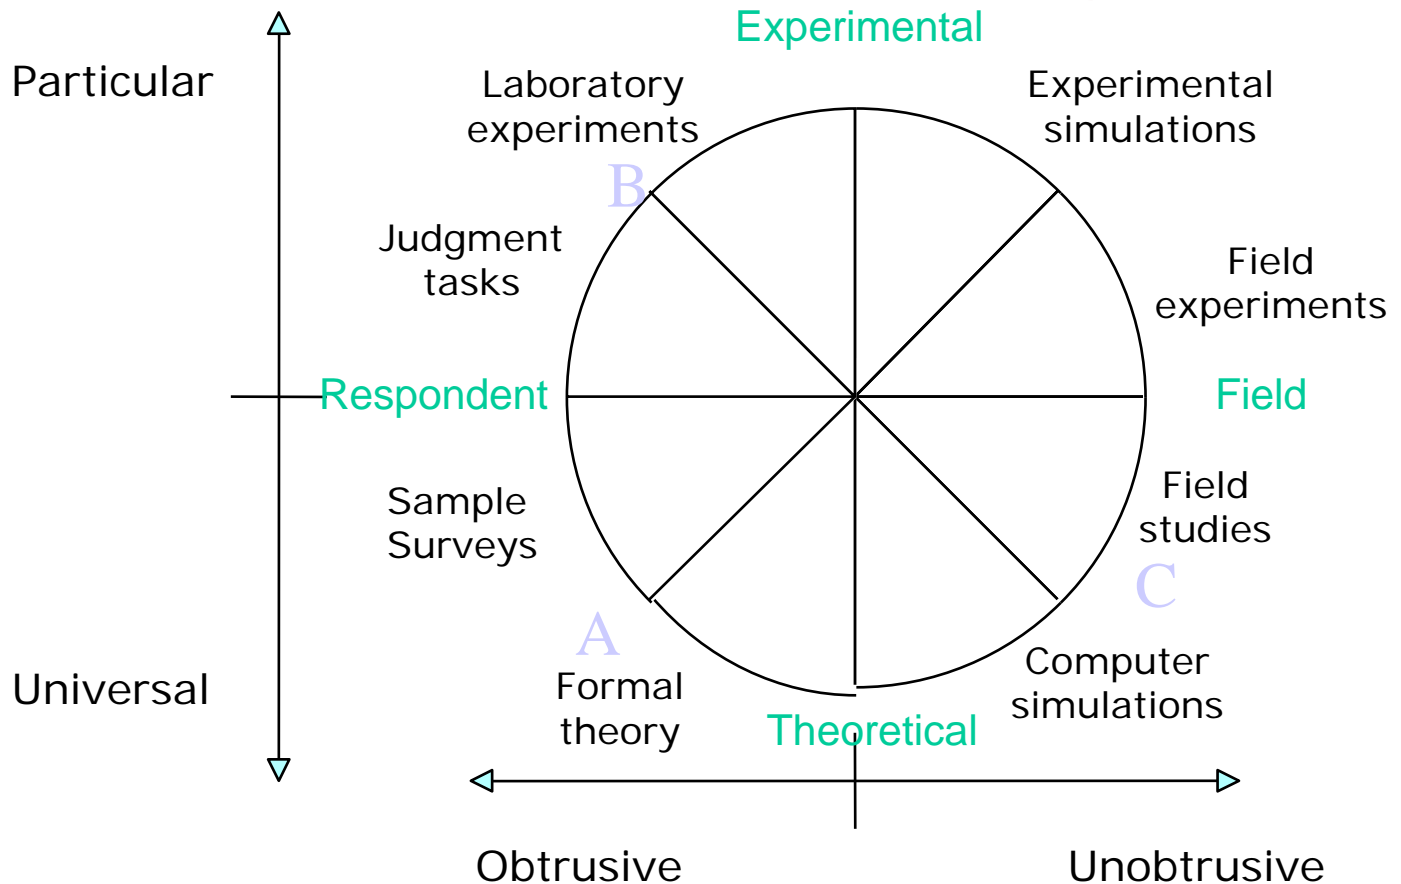 Experimental
Particular
Laboratory
experiments
Experimental
simulations
B
Judgment
tasks
Field
experiments
Respondent
Field
Sample
Surveys
Field
studies
C
A
Formal
theory
Computer
simulations
Universal
Theoretical
Obtrusive
Unobtrusive